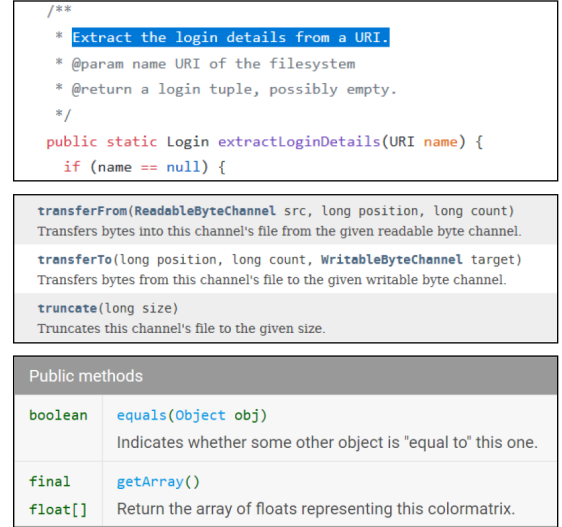 /**
* Extract the login details from a URI.
* @param name URI of the filesystem
* @return a login tuple, possibly empty.
*/
public static Login extractLoginDetails(URI name) {
if (name == null) {
transferFrom(ReadableByteChannel src, long position, long count)
Transfers bytes into this channel's file from the given readable byte channel.
transferTo(long position, long count, WritableByteChannel target)
Transfers bytes from this channel's file to the given writable byte channel.
truncate(long size)
Truncates this channel's file to the given size.
Public methods
boolean equals(Object obj)
Indicates whether some other object is "equal to" this one.
final getArray()
float[] Return the array of floats representing this colormatrix.